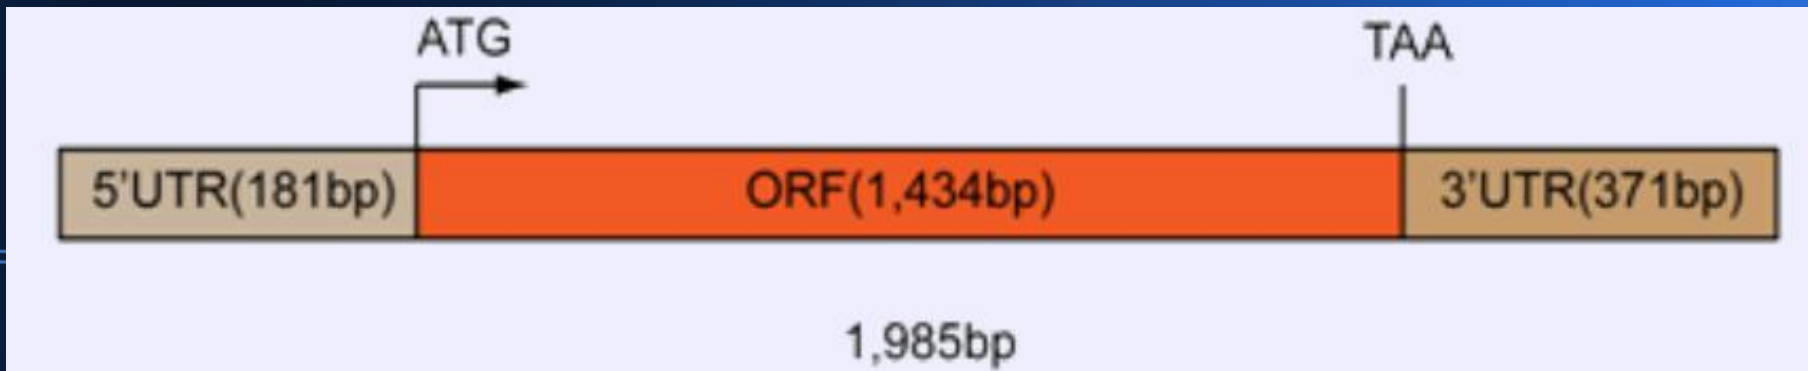 ATG TAA
5'UTR(181bp) ORF(1,434bp) 3'UTR(371bp)
1,985bp